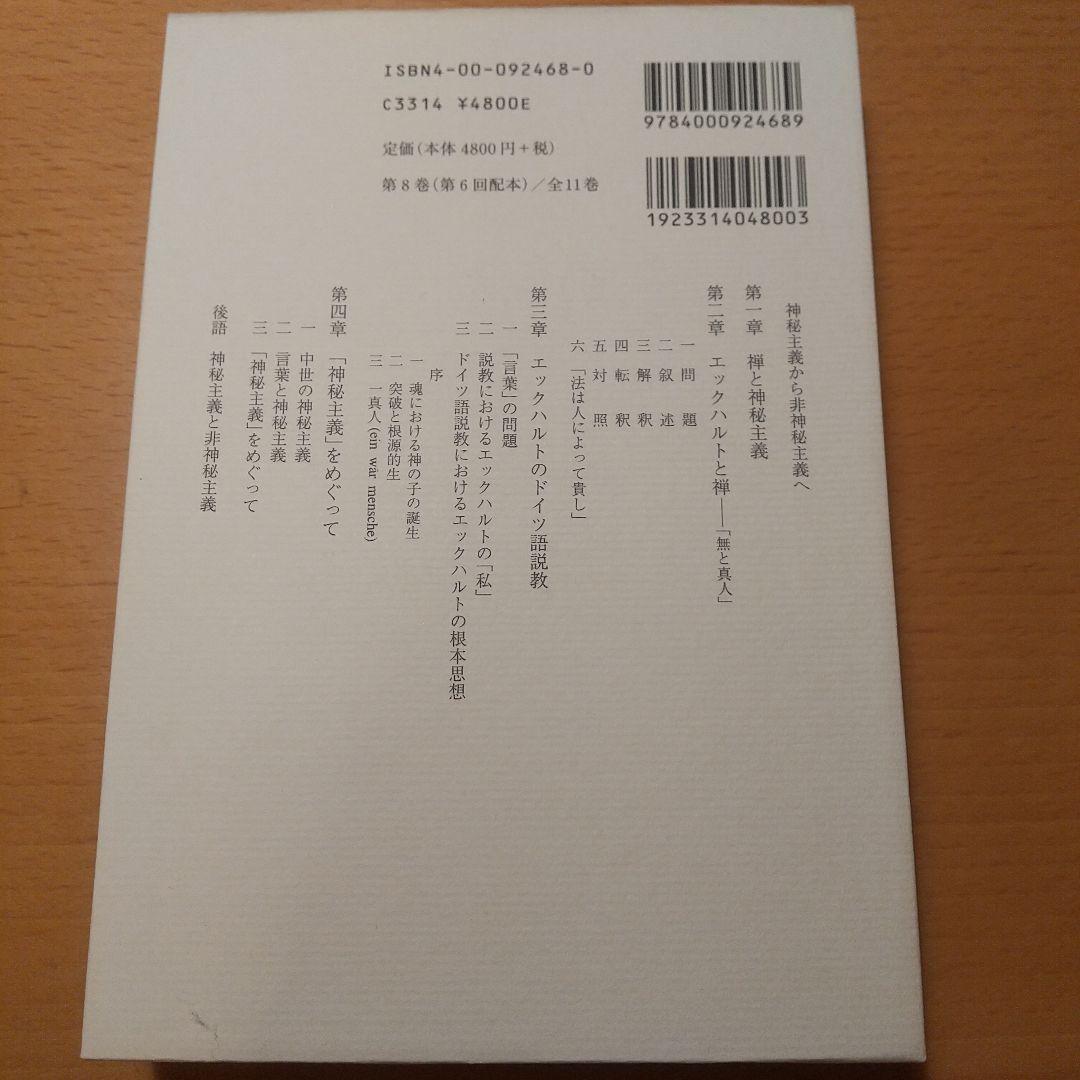 ISBN4-00-092468-0
C3314 ¥4800E
定価(本体 4800円+税)
第8巻(第6回配本)/全11巻
9784000924689
1923314048003
神秘主義から非神秘主義へ
第一章 禅と神秘主義
第二章 エックハルトと禅——「無と真人」
一 問題
二 叙述
三 解釈
四 転釈
五 対照
六 「法は人によって貴し」
第三章 エックハルトのドイツ語説教
一 「言葉」の問題
二 説教におけるエックハルトの「私」
三 ドイツ語説教におけるエックハルトの根本思想
序
一 魂における神の子の誕生
二 突破と根源的生
三 一真人(ein wâr mensche)
第四章 「神秘主義」をめぐって
一 中世の神秘主義
二 言葉と神秘主義
三 「神秘主義」をめぐって
後語 神秘主義と非神秘主義